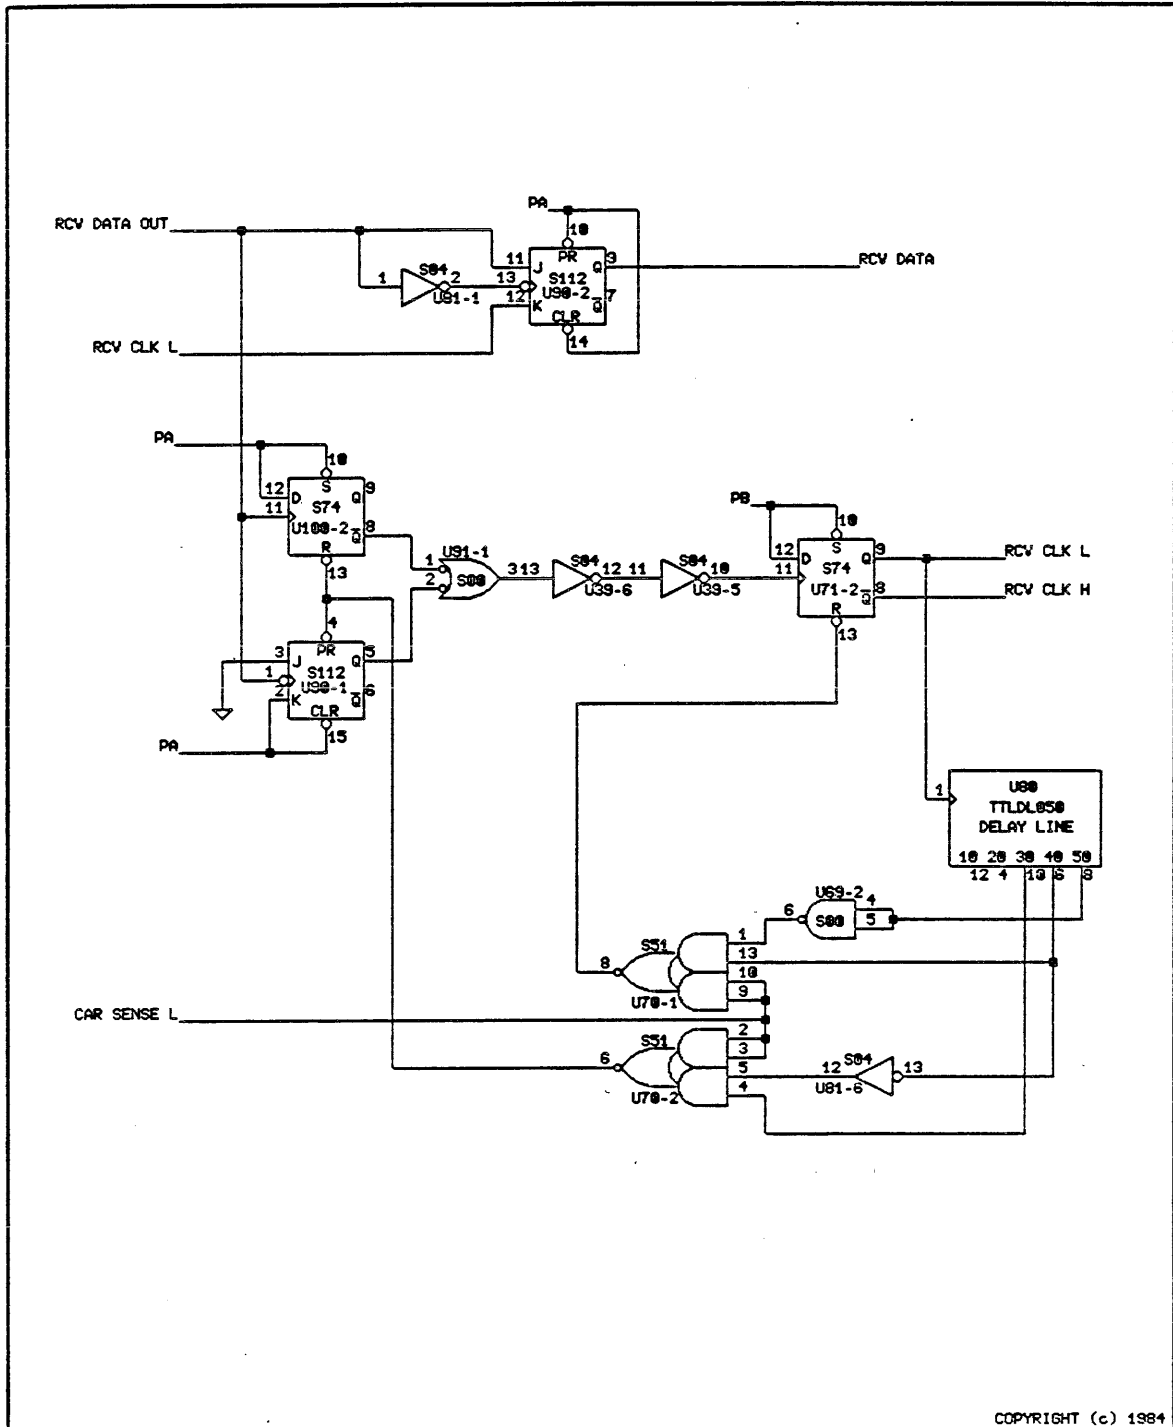 PA
RCV DATA OUT
10
PR
11
J
Q
9
RCV DATA
S04
1
2
13
S112
U81-1
U90-2
12
K
Q
7
CLR
14
RCV CLK L
PA
10
S
12
D
Q
9
S74
11
U100-2
Q
8
R
13
4
PR
3
J
Q
5
1
S112
U90-1
2
K
Q
6
CLR
15
PA
U91-1
1
2
S00
3
13
S04
12
U39-6
11
S04
10
U39-5
PB
10
S
12
D
Q
9
RCV CLK L
S74
11
U71-2
Q
8
RCV CLK H
R
13
1
U80
TTLDL050
DELAY LINE
10 20 30 40 50
12 4 10 6 8
U69-2
6
S00
4
5
S51
1
13
8
10
9
U70-1
CAR SENSE L
S51
2
3
6
5
4
U70-2
12
S04
13
U81-6
COPYRIGHT (c) 1984